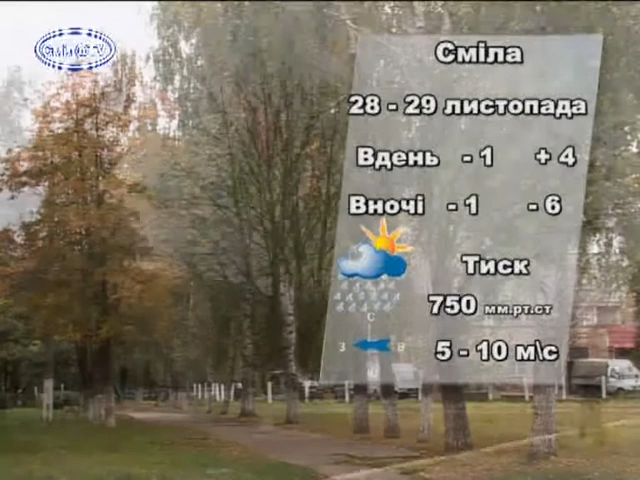 Сміла
28 - 29 листопада
Вдень - 1 + 4
Вночі - 1 - 6
Тиск
750 мм.рт.ст
С
З В
5 - 10 м\с